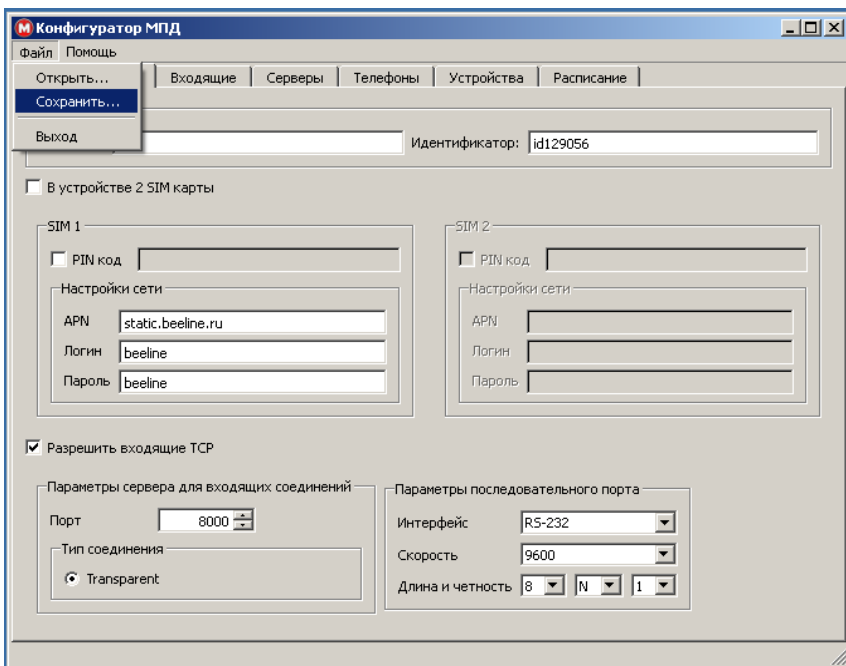 Конфигуратор МПД
Файл Помощь
Открыть... Входящие Серверы Телефоны Устройства Расписание
Сохранить...
Выход
Идентификатор: id129056
В устройстве 2 SIM карты
SIM 1 SIM 2
PIN код PIN код
Настройки сети Настройки сети
APN static.beeline.ru APN
Логин beeline Логин
Пароль beeline Пароль
Разрешить входящие TCP
Параметры сервера для входящих соединений Параметры последовательного порта
Порт 8000 Интерфейс RS-232
Тип соединения Скорость 9600
Transparent Длина и четность 8 N 1